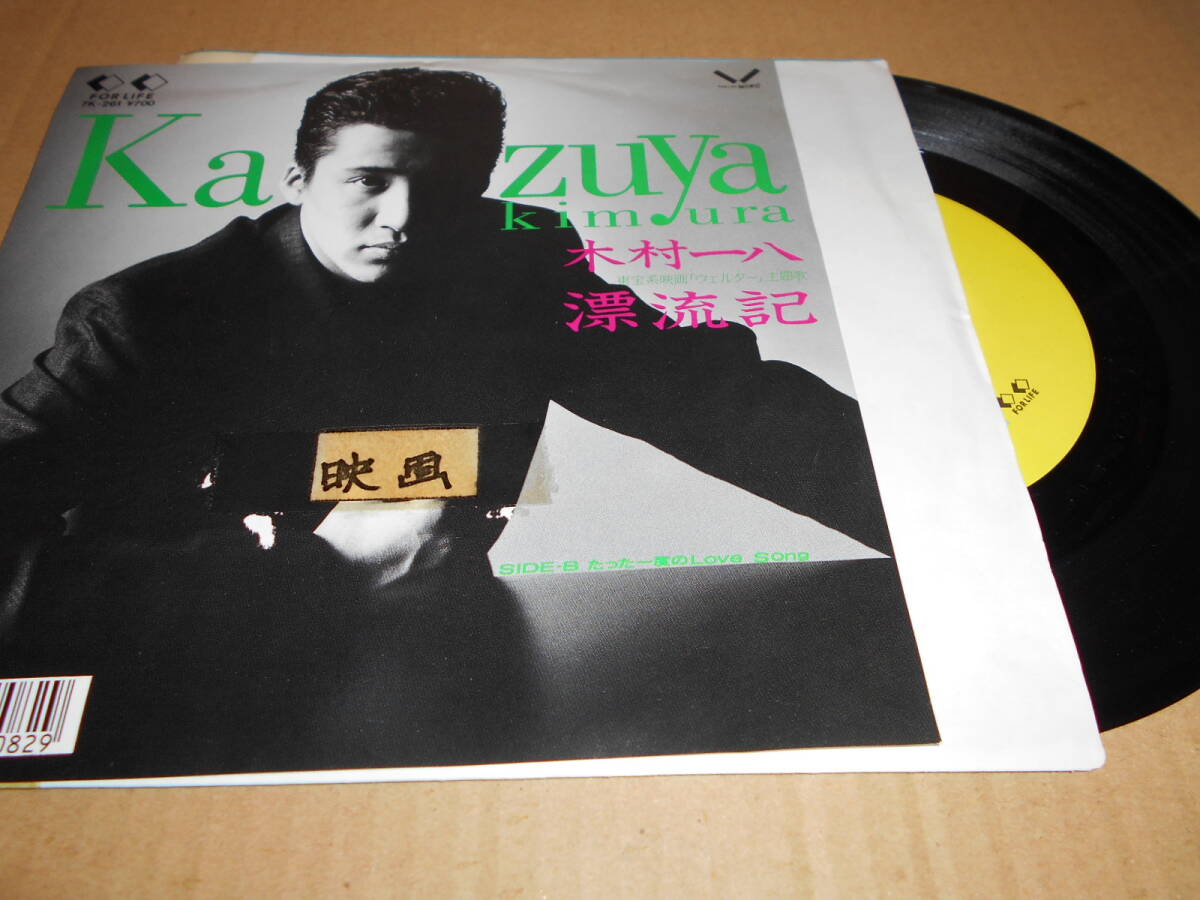 FOR LIFE
7K-261 ¥700
Kazuya
kimura
木村一八
東宝系映画「ウェルター」主題歌
漂流記
映画
SIDE-B たった一度のLove Song
0829
FOR LIFE